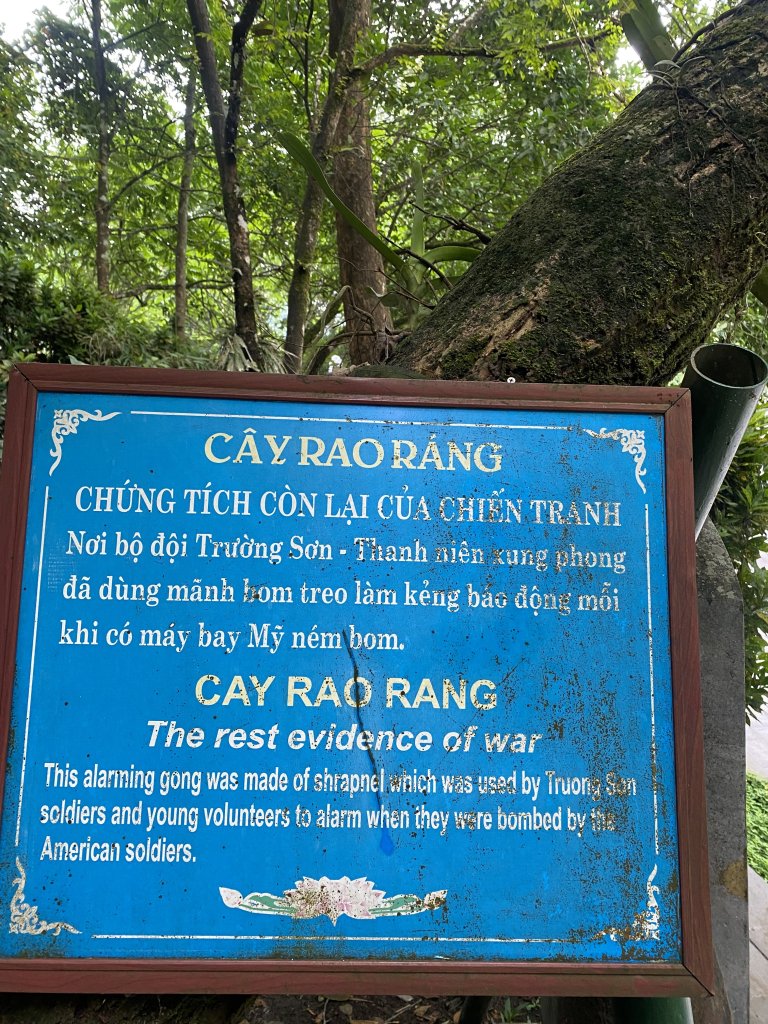 CÂY RAO RÁNG
CHỨNG TÍCH CÒN LẠI CỦA CHIẾN TRANH
Nơi bộ đội Trường Sơn - Thanh niên xung phong
đã dùng mãnh bom treo làm kẻng báo động mỗi
khi có máy bay Mỹ ném bom.
CAY RAO RANG
The rest evidence of war
This alarming gong was made of shrapnel which was used by Truong Son
soldiers and young volunteers to alarm when they were bombed by the
American soldiers.